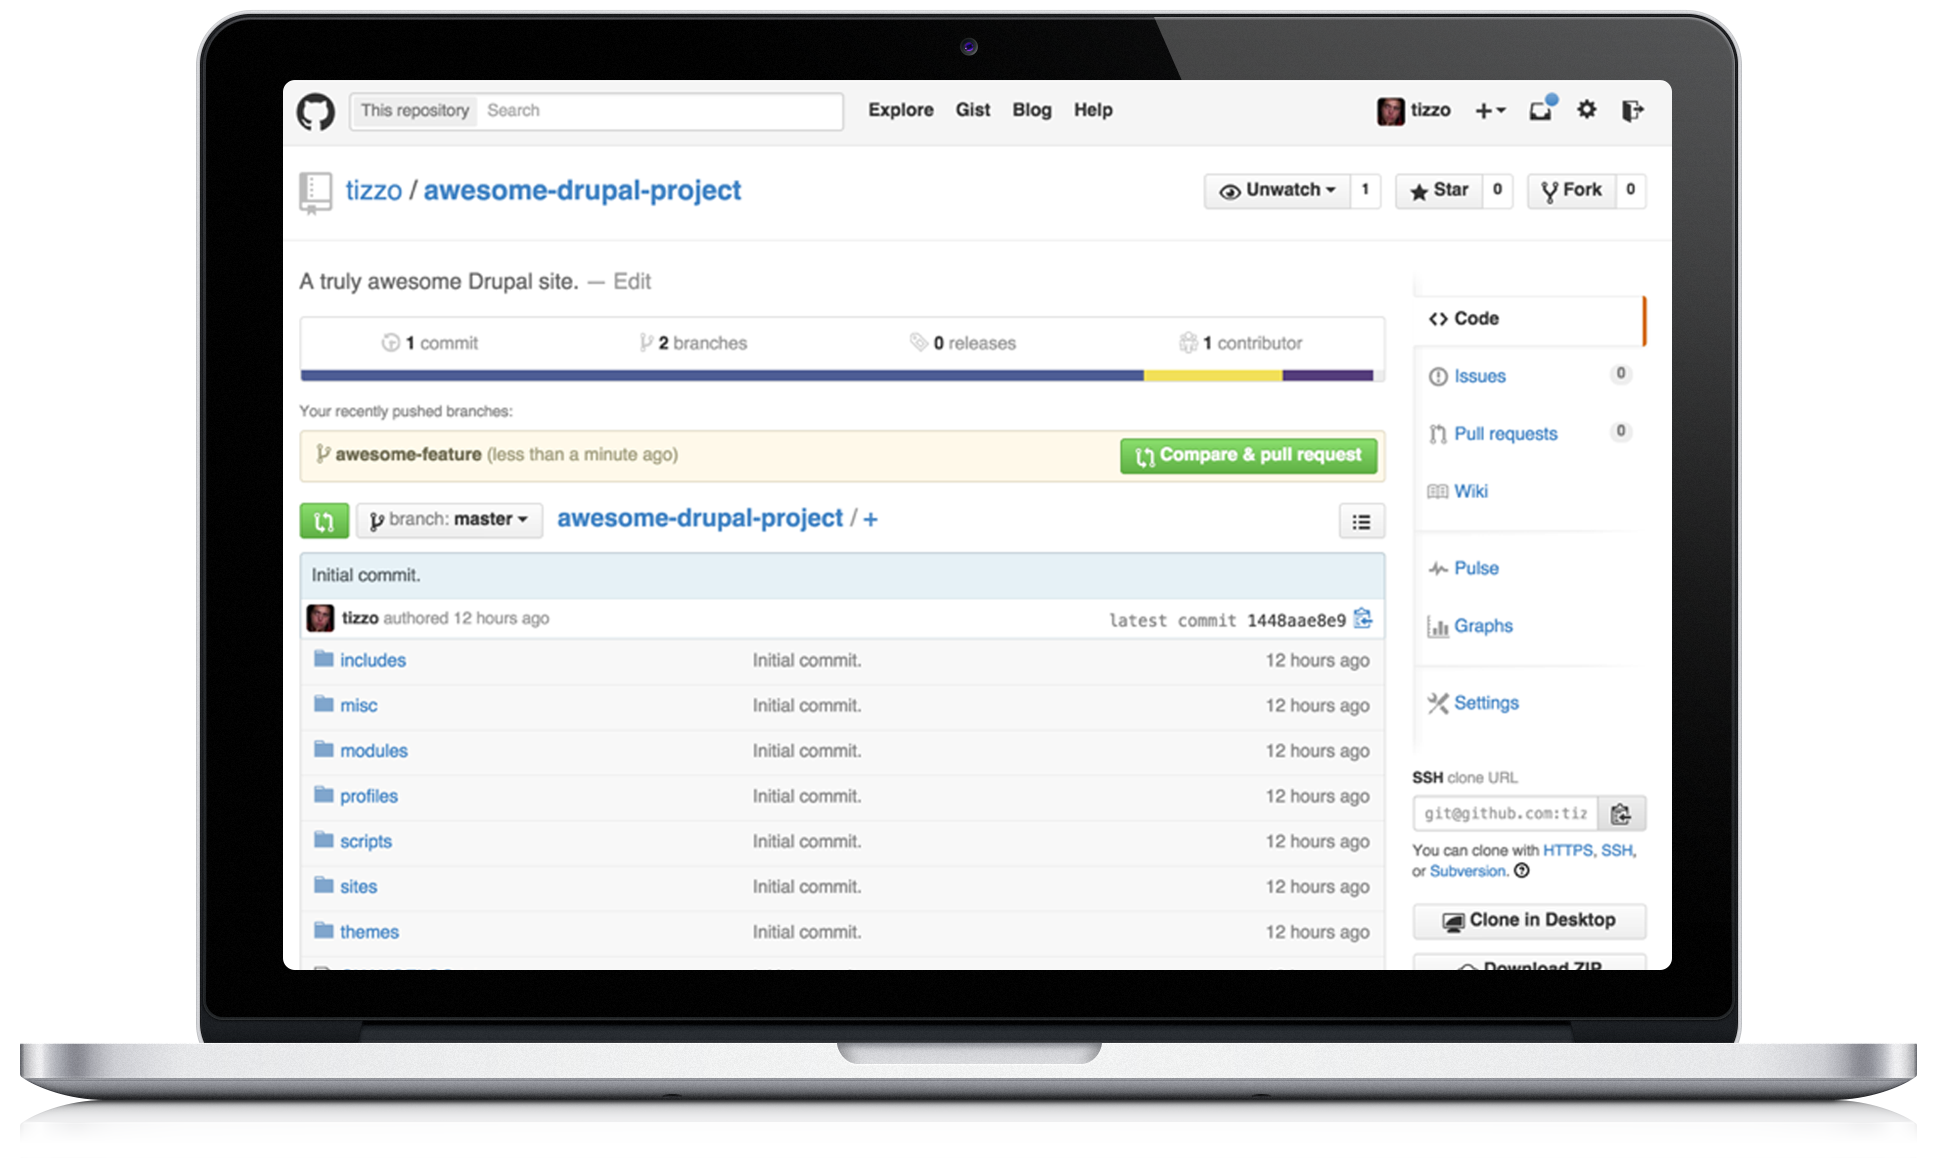 This repository Search Explore Gist Blog Help tizzo
tizzo / awesome-drupal-project Unwatch 1 Star 0 Fork 0
A truly awesome Drupal site. — Edit
1 commit 2 branches 0 releases 1 contributor
Your recently pushed branches:
awesome-feature (less than a minute ago) Compare & pull request
branch: master awesome-drupal-project / +
Initial commit.
tizzo authored 12 hours ago latest commit 1448aae8e9
includes Initial commit. 12 hours ago
misc Initial commit. 12 hours ago
modules Initial commit. 12 hours ago
profiles Initial commit. 12 hours ago
scripts Initial commit. 12 hours ago
sites Initial commit. 12 hours ago
themes Initial commit. 12 hours ago
Code
Issues 0
Pull requests 0
Wiki
Pulse
Graphs
Settings
SSH clone URL
git@github.com:tiz
You can clone with HTTPS, SSH,
or Subversion.
Clone in Desktop
Download ZIP